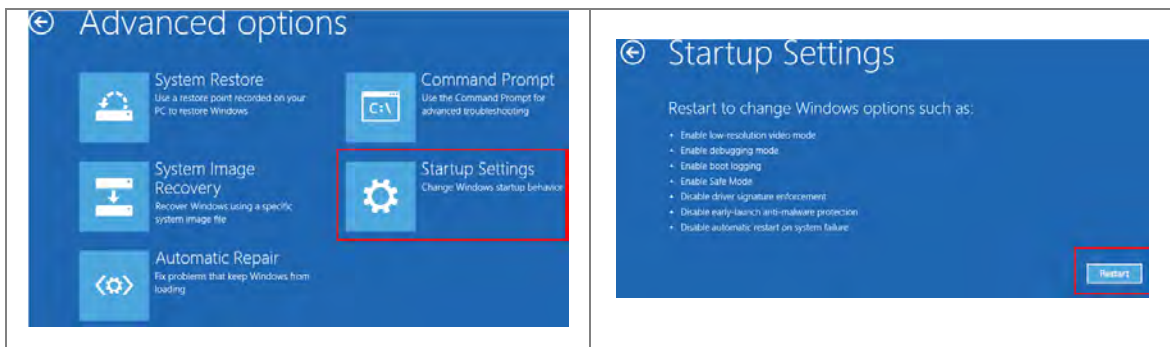 Advanced options
System Restore
Use a restore point recorded on your
PC to restore Windows
Command Prompt
Use the Command Prompt for
advanced troubleshooting
C:\
System Image
Recovery
Recover Windows using a specific
system image file
Startup Settings
Change Windows startup behavior
Automatic Repair
Fix problems that keep Windows from
loading
Startup Settings
Restart to change Windows options such as:
• Enable low-resolution video mode
• Enable debugging mode
• Enable boot logging
• Enable Safe Mode
• Disable driver signature enforcement
• Disable early-launch anti-malware protection
• Disable automatic restart on system failure
Restart